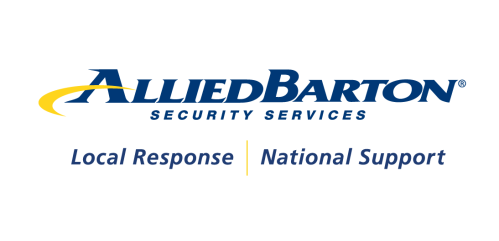 ALLIEDBARTON®
SECURITY SERVICES
Local Response | National Support